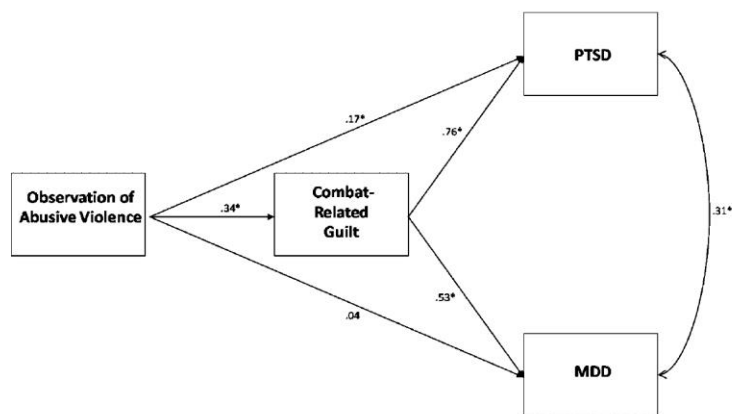 PTSD
.17*
.76*
Observation of
Abusive Violence
.34*
Combat-
Related
Guilt
.31*
.53*
.04
MDD